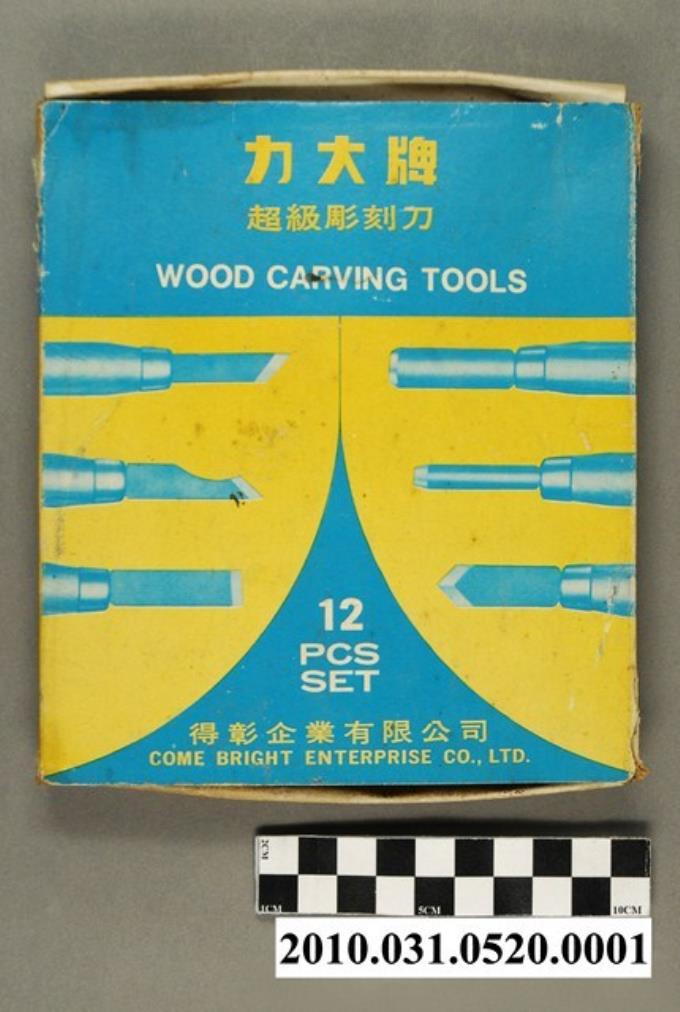 力大牌
超級彫刻刀
WOOD CARVING TOOLS
12
PCS
SET
得彰企業有限公司
COME BRIGHT ENTERPRISE CO., LTD.
2CM
1CM 5CM 10CM
2010.031.0520.0001